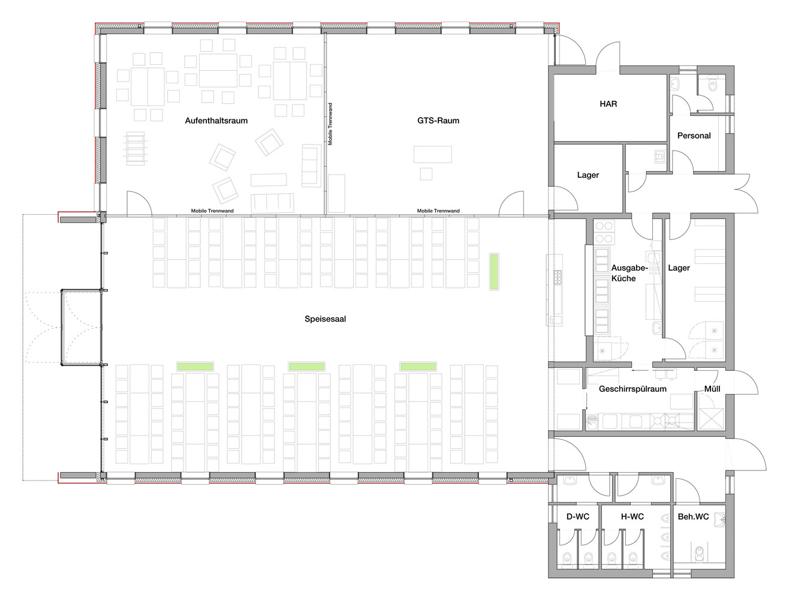 HAR
Aufenthaltsraum
Mobile Trennwand
GTS-Raum
Personal
Lager
Mobile Trennwand
Mobile Trennwand
Ausgabe-
Küche
Lager
Speisesaal
Geschirrspülraum
Müll
D-WC
H-WC
Beh.WC